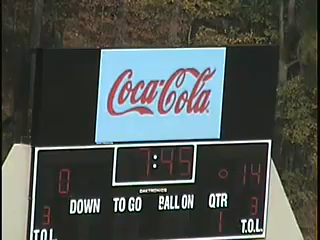 Coca-Cola
DAKTRONICS
7:45
0 14
DOWN TO GO BALL ON QTR
3 1 3
T.O.L. T.O.L.